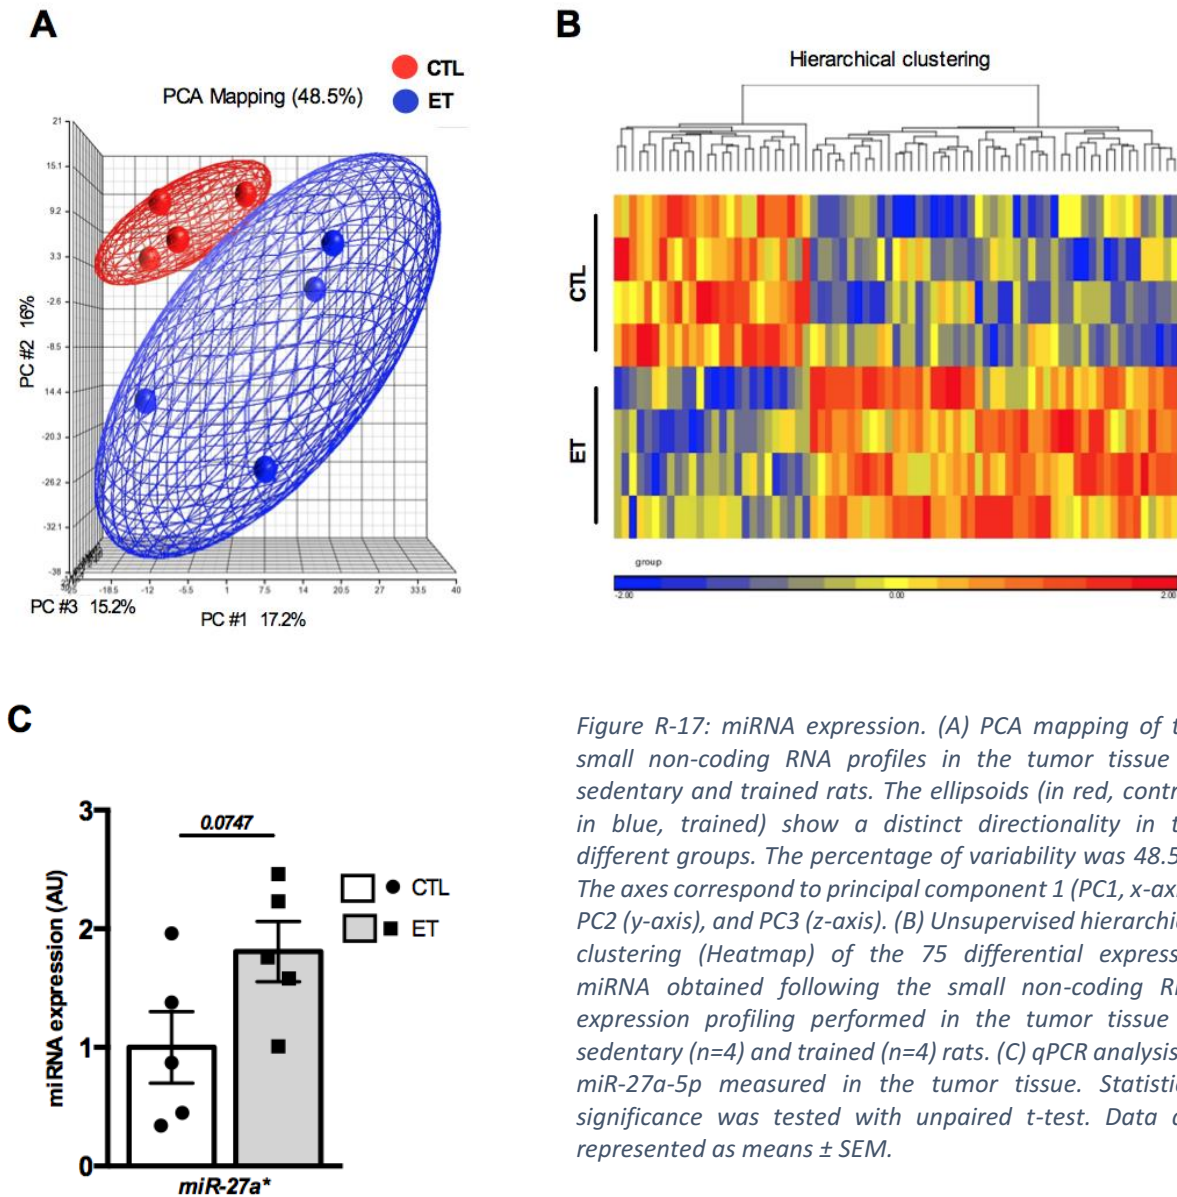 A
CTL
ET
PCA Mapping (48.5%)
21
15.1
9.2
3.3
-2.6
-8.5
14.4
-20.3
-26.2
-32.1
-38
PC #2 16%
-18.5 -12 -5.5 1 7.5 14 20.5 27 33.5 40
PC #3 15.2%
PC #1 17.2%
B
Hierarchical clustering
CTL
ET
group
-2.00 0.00 2.00
C
3
2
1
0
miRNA expression (AU)
0.0747
CTL
ET
miR-27a*
Figure R-17: miRNA expression. (A) PCA mapping of t
small non-coding RNA profiles in the tumor tissue
sedentary and trained rats. The ellipsoids (in red, contr
in blue, trained) show a distinct directionality in t
different groups. The percentage of variability was 48.5
The axes correspond to principal component 1 (PC1, x-axi
PC2 (y-axis), and PC3 (z-axis). (B) Unsupervised hierarchic
clustering (Heatmap) of the 75 differential express
miRNA obtained following the small non-coding RN
expression profiling performed in the tumor tissue
sedentary (n=4) and trained (n=4) rats. (C) qPCR analysis
miR-27a-5p measured in the tumor tissue. Statistic
significance was tested with unpaired t-test. Data a
represented as means ± SEM.